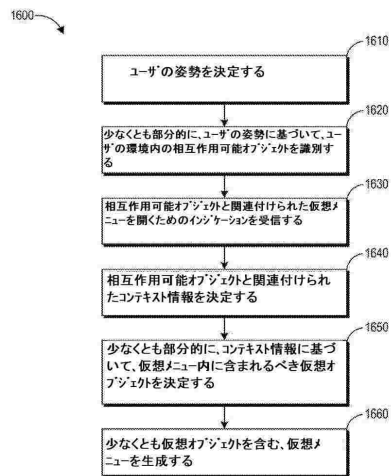 1600
1610
ユーザの姿勢を決定する
1620
少なくとも部分的に、ユーザの姿勢に基づいて、ユー
ザの環境内の相互作用可能オブジェクトを識別す
る
1630
相互作用可能オブジェクトと関連付けられた仮想メ
ニューを開くためのインジケーションを受信する
1640
相互作用可能オブジェクトと関連付けられ
たコンテキスト情報を決定する
1650
少なくとも部分的に、コンテキスト情報に基づ
いて、仮想メニュー内に含まれるべき仮想オ
ブジェクトを決定する
1660
少なくとも仮想オブジェクトを含む、仮想メ
ニューを生成する